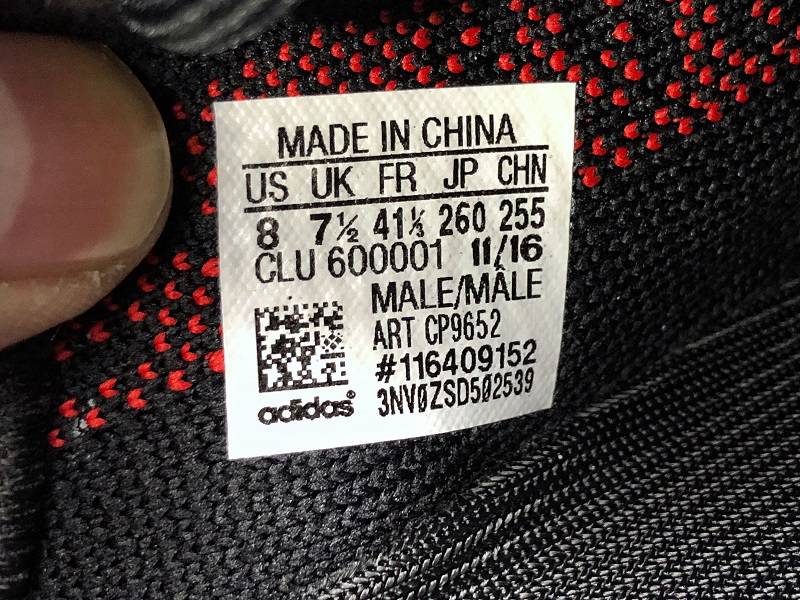 MADE IN CHINA
US UK FR JP CHN
8 7½ 41⅓ 260 255
CLU 600001 11/16
MALE/MÂLE
ART CP9652
#116409152
3NV0ZSD502539
adidas®